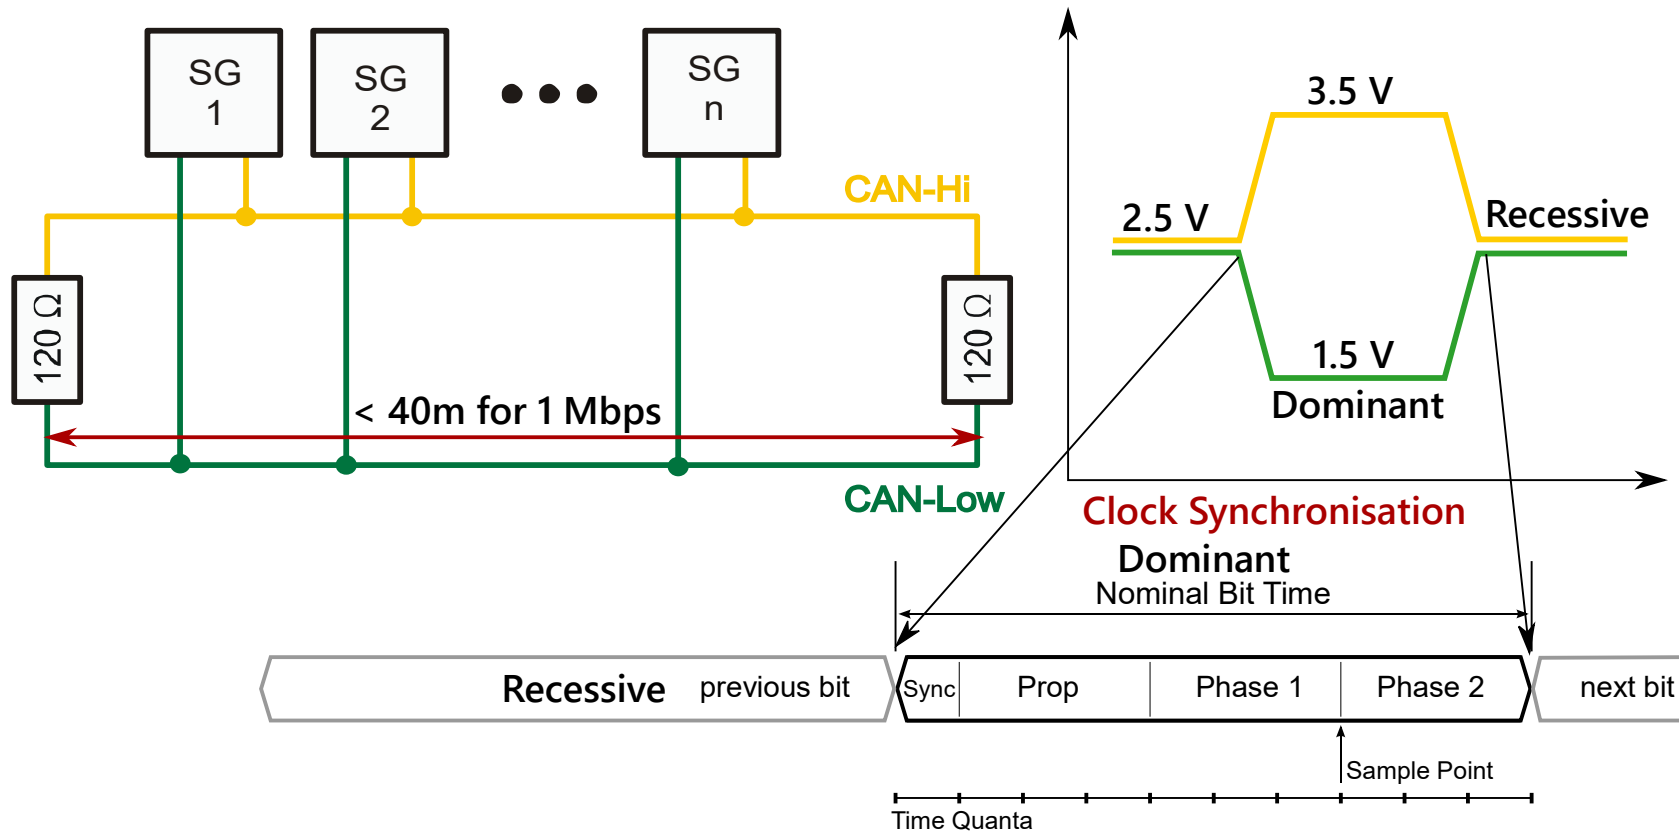 SG
1
SG
2
SG
n
CAN-Hi
120 Ω
120 Ω
< 40m for 1 Mbps
CAN-Low
3.5 V
2.5 V
Recessive
1.5 V
Dominant
Clock Synchronisation
Dominant
Nominal Bit Time
Recessive previous bit
Sync
Prop
Phase 1
Phase 2
next bit
Sample Point
Time Quanta